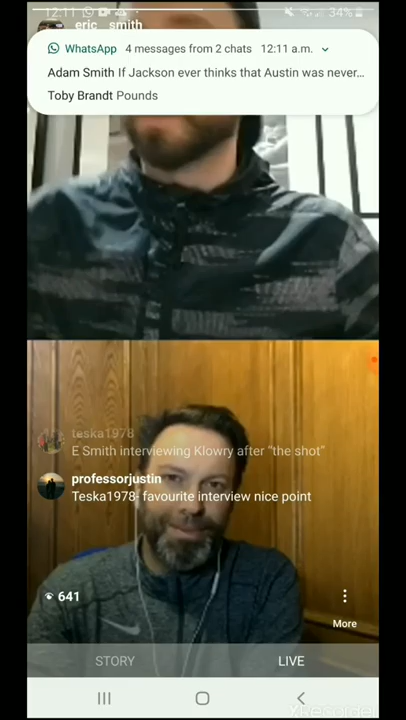 12:11
34%
eric_smith
WhatsApp 4 messages from 2 chats 12:11 a.m.
Adam Smith If Jackson ever thinks that Austin was never...
Toby Brandt Pounds
teska1978
E Smith interviewing Klowry after "the shot"
professorjustin
Teska1978- favourite interview nice point
641
More
STORY
LIVE
XRecorder